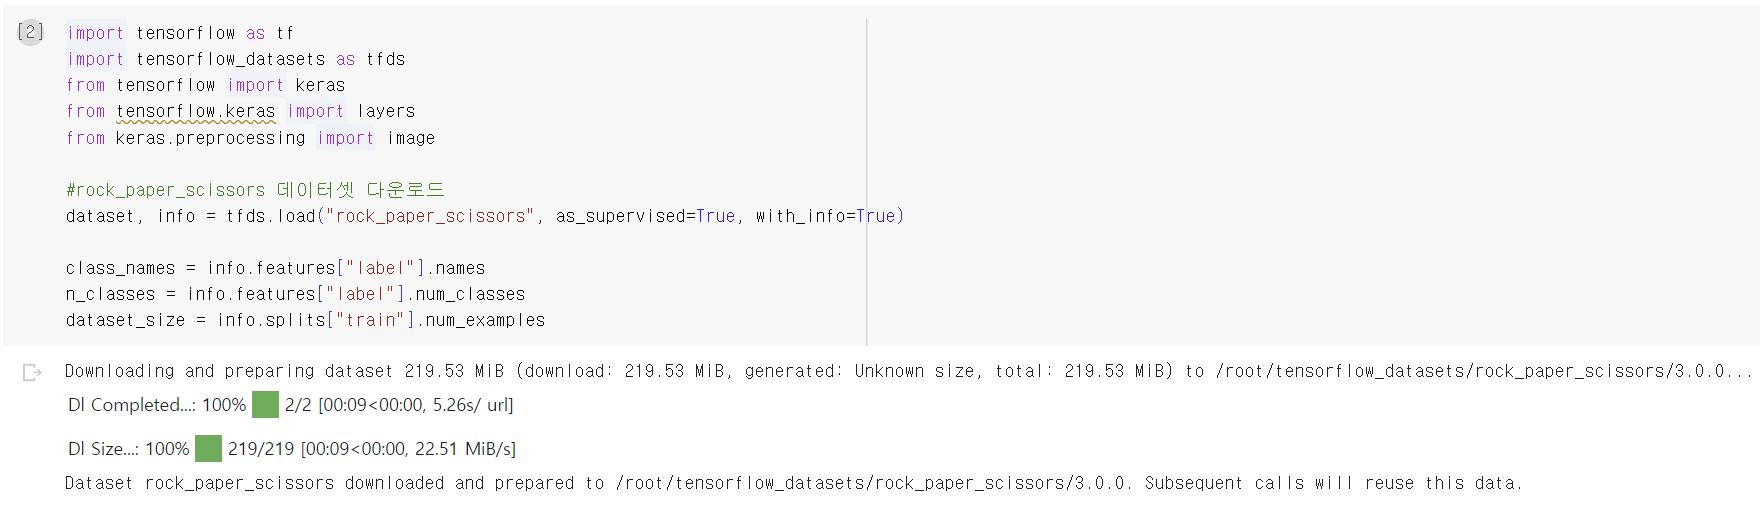 [2]
import tensorflow as tf
import tensorflow_datasets as tfds
from tensorflow import keras
from tensorflow.keras import layers
from keras.preprocessing import image
#rock_paper_scissors 데이터셋 다운로드
dataset, info = tfds.load("rock_paper_scissors", as_supervised=True, with_info=True)
class_names = info.features["label"].names
n_classes = info.features["label"].num_classes
dataset_size = info.splits["train"].num_examples
Downloading and preparing dataset 219.53 MiB (download: 219.53 MiB, generated: Unknown size, total: 219.53 MiB) to /root/tensorflow_datasets/rock_paper_scissors/3.0.0...
Dl Completed...: 100% 2/2 [00:09<00:00, 5.26s/ url]
Dl Size...: 100% 219/219 [00:09<00:00, 22.51 MiB/s]
Dataset rock_paper_scissors downloaded and prepared to /root/tensorflow_datasets/rock_paper_scissors/3.0.0. Subsequent calls will reuse this data.